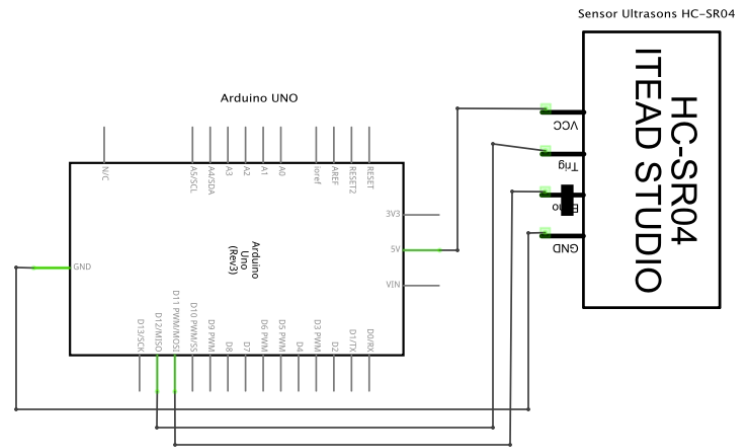 Sensor Ultrasons HC-SR04
Arduino UNO
N/C
A5/SCL
A4/SDA
A3
A2
A1
A0
ioref
AREF
RESET2
RESET
3V3
5V
VIN
GND
Arduino
Uno
(Rev3)
D13/SCK
D12/MISO
D11 PWM/MOSI
D10 PWM/SS
D9 PWM
D8
D7
D6 PWM
D5 PWM
D4
D3 PWM
D2
D1/TX
D0/RX
VCC
Trig
GND
HC-SR04
ITEAD STUDIO